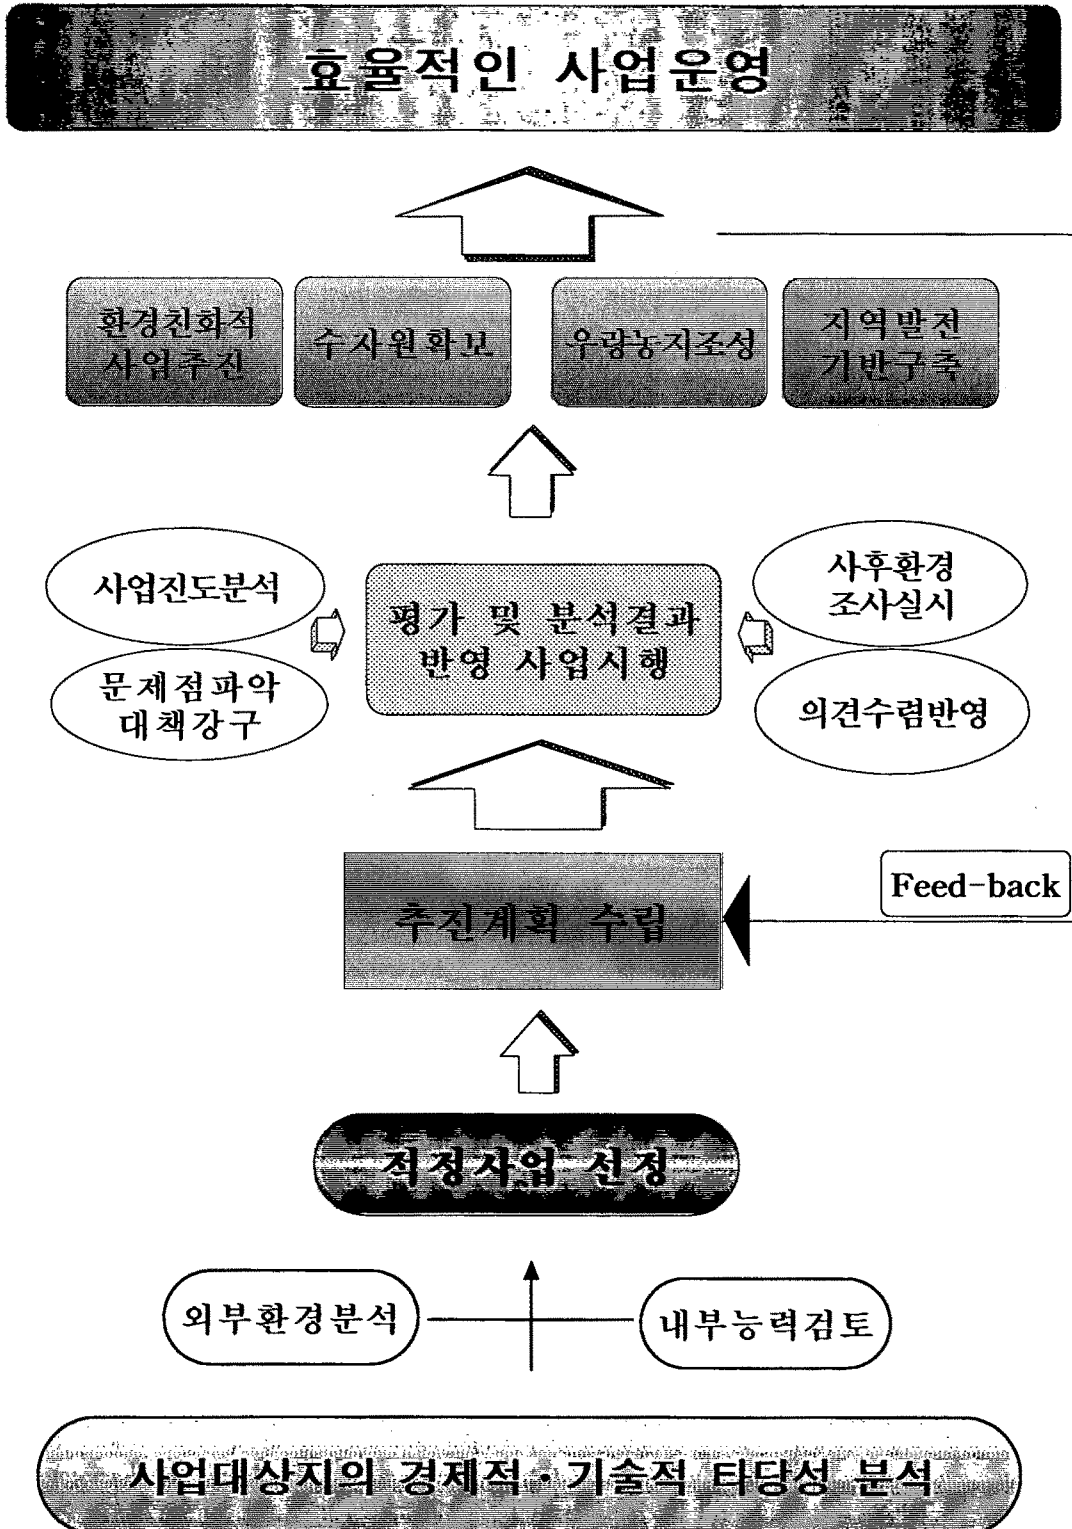 효율적인 사업운영
환경친화적
사업추진
수자원확보
우량농지조성
지역발전
기반구축
사업진도분석
문제점파악
대책강구
평가 및 분석결과
반영 사업시행
사후환경
조사실시
의견수렴반영
추진계획 수립
Feed-back
적정사업 선정
외부환경분석
내부능력검토
사업대상지의 경제적·기술적 타당성 분석